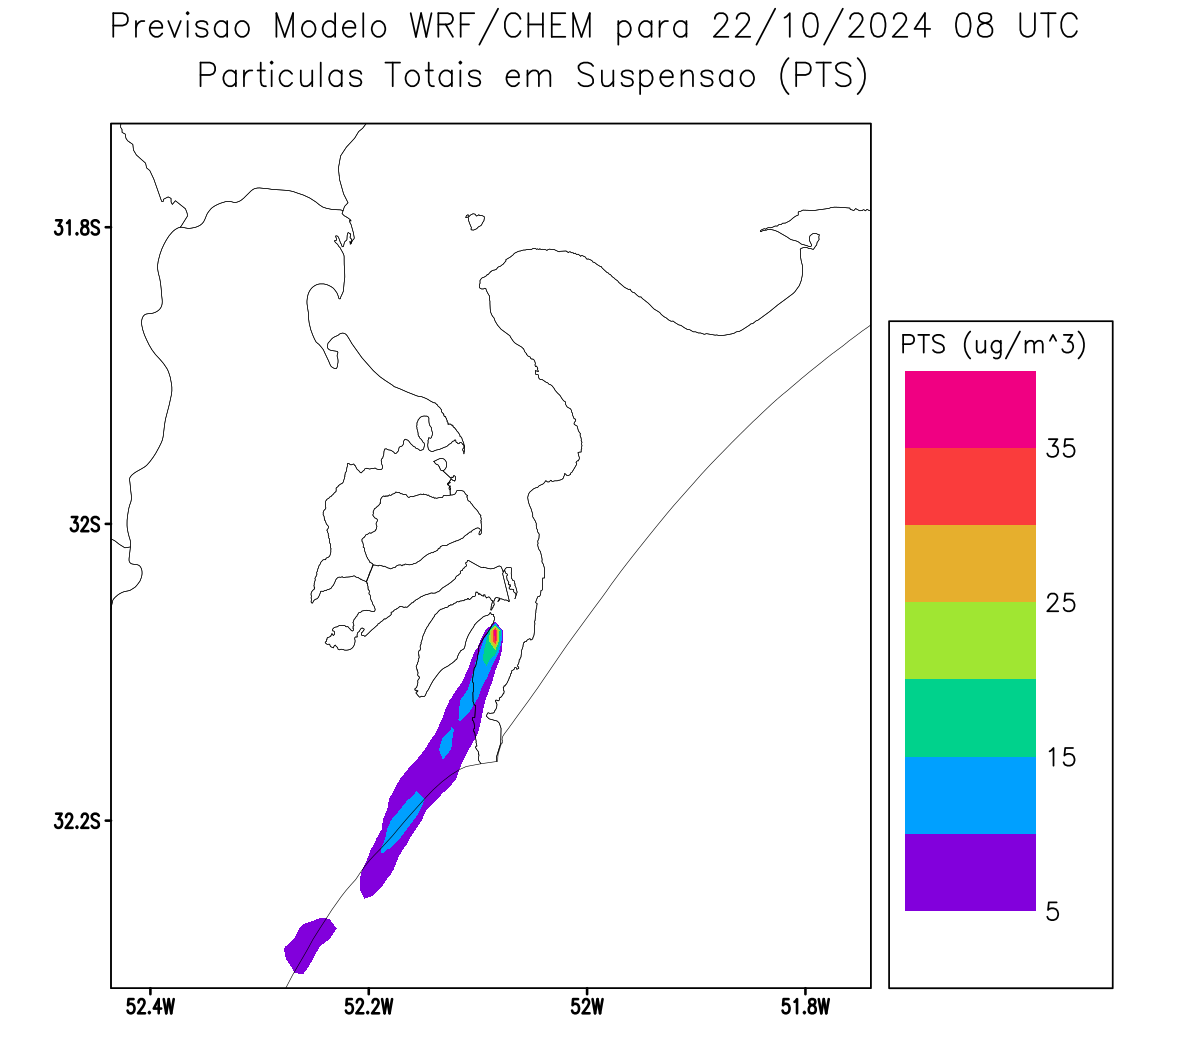 Previsao Modelo WRF/CHEM para 22/10/2024 08 UTC
Particulas Totais em Suspensao (PTS)
31.8S
32S
32.2S
52.4W
52.2W
52W
51.8W
PTS (ug/m^3)
35
25
15
5